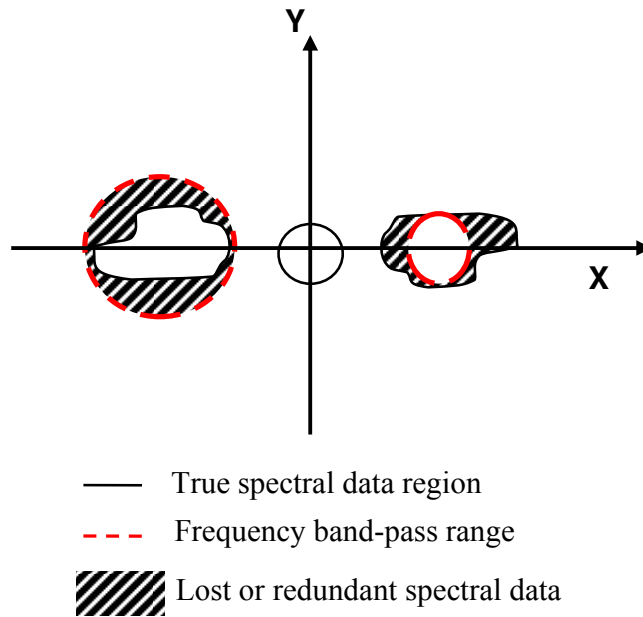 Y
X
True spectral data region
Frequency band-pass range
Lost or redundant spectral data